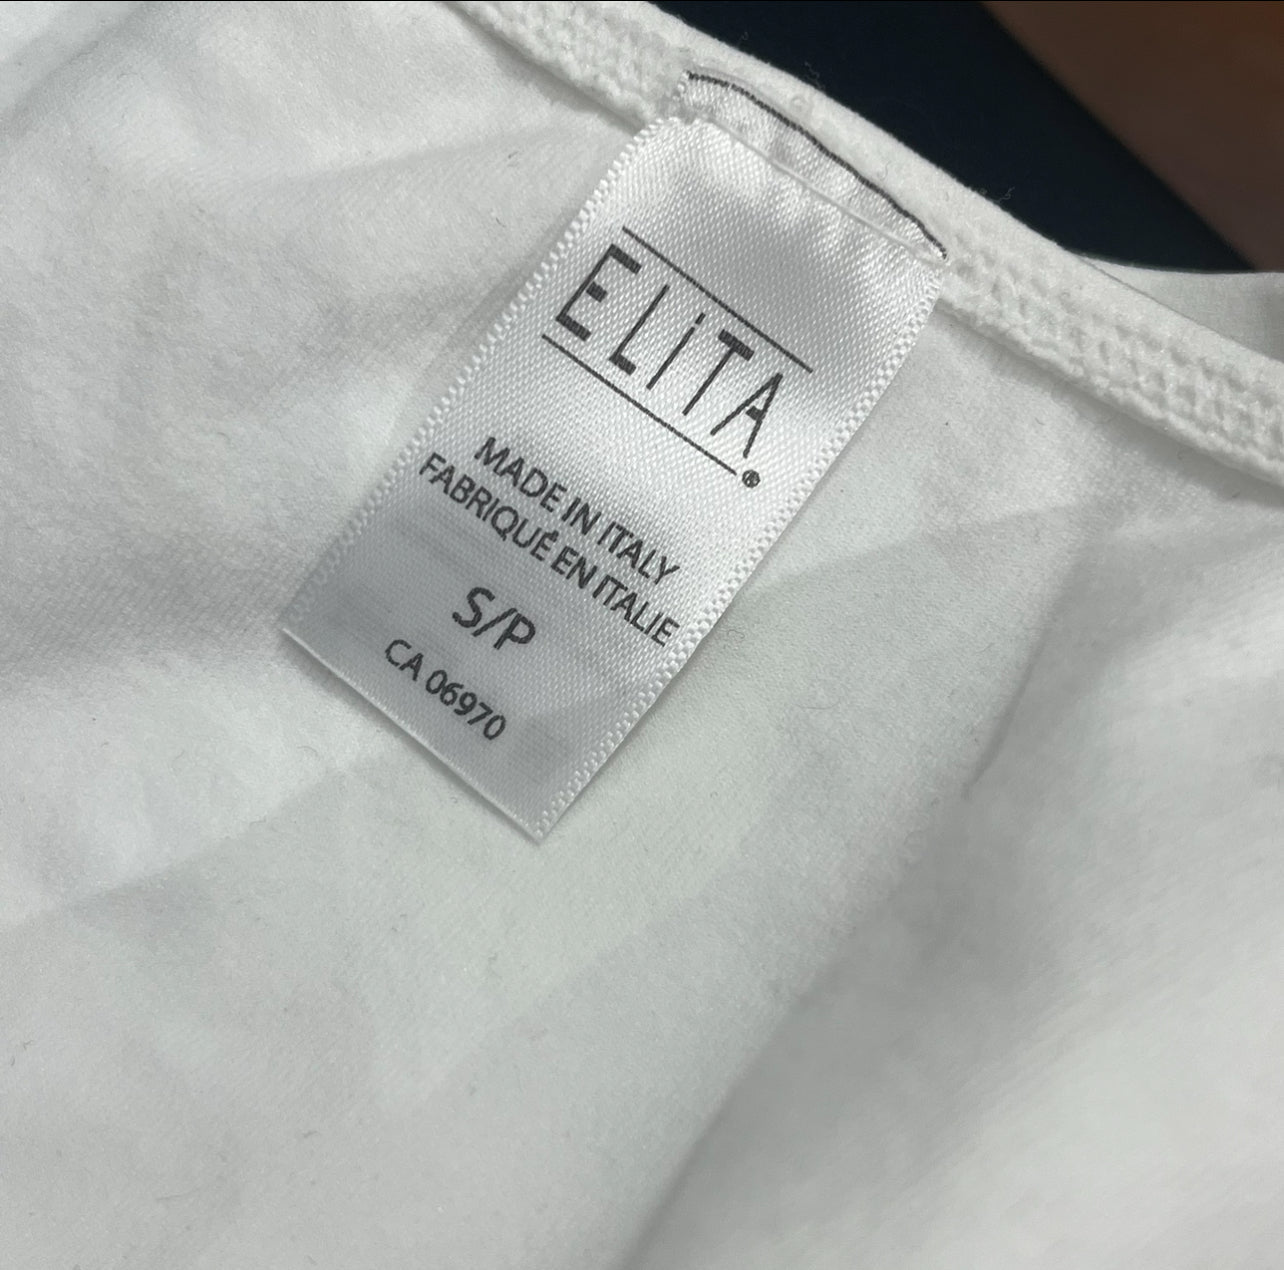 ELiTA®
MADE IN ITALY
FABRIQUÉ EN ITALIE
S/P
CA 06970